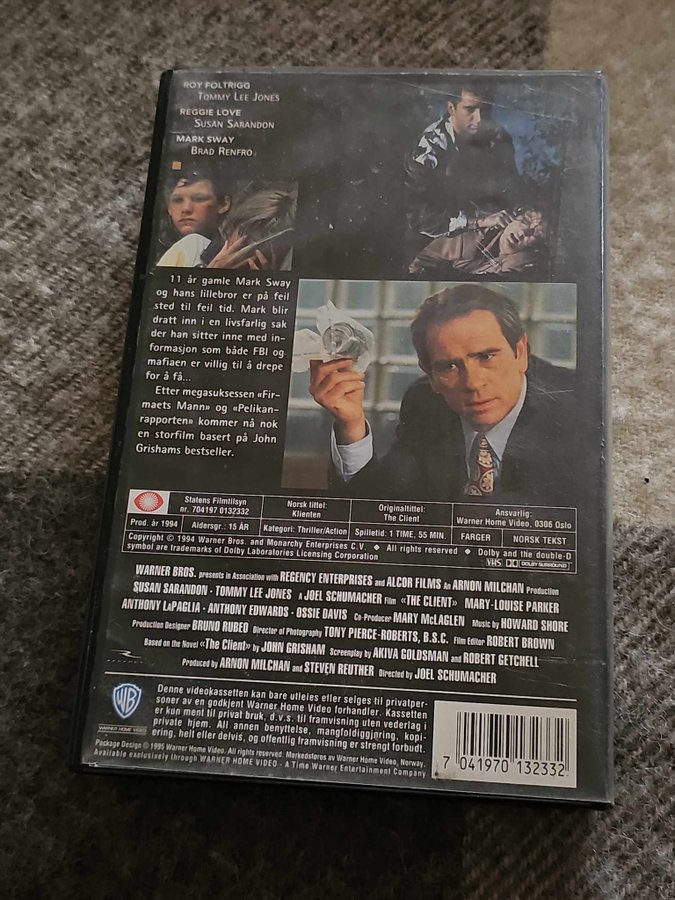 ROY FOLTRIGG
TOMMY LEE JONES
REGGIE LOVE
SUSAN SARANDON
MARK SWAY
BRAD RENFRO
11 år gamle Mark Sway
og hans lillebror er på feil
sted til feil tid. Mark blir
dratt inn i en livsfarlig sak
der han sitter inne med in-
formasjon som både FBI og
mafiaen er villig til å drepe
for å få...
Etter megasuksessen «Fir-
maets Mann» og «Pelikan-
rapporten» kommer nå nok
en storfilm basert på John
Grishams bestseller.
Statens Filmtilsyn
nr. 704197 0132332
Norsk tittel:
Klienten
Originaltittel:
The Client
Ansvarlig:
Warner Home Video, 0306 Oslo
Prod. år 1994
Aldersgr.: 15 ÅR
Kategori: Thriller/Action
Spilletid: 1 TIME, 55 MIN.
FARGER
NORSK TEKST
Copyright © 1994 Warner Bros. and Monarchy Enterprises C.V. ◆ All rights reserved ◆ Dolby and the double-D
symbol are trademarks of Dolby Laboratories Licensing Corporation
VHS DOLBY SURROUND
WARNER BROS. presents in Association with REGENCY ENTERPRISES and ALCOR FILMS An ARNON MILCHAN Production
SUSAN SARANDON · TOMMY LEE JONES A JOEL SCHUMACHER Film «THE CLIENT» MARY-LOUISE PARKER
ANTHONY LaPAGLIA · ANTHONY EDWARDS · OSSIE DAVIS Co-Producer MARY McLAGLEN Music by HOWARD SHORE
Production Designer BRUNO RUBEO Director of Photography TONY PIERCE-ROBERTS, B.S.C. Film Editor ROBERT BROWN
Based on the Novel «The Client» by JOHN GRISHAM Screenplay by AKIVA GOLDSMAN and ROBERT GETCHELL
Produced by ARNON MILCHAN and STEVEN REUTHER Directed by JOEL SCHUMACHER
WB
WARNER HOME VIDEO
Denne videokassetten kan bare utleies eller selges til privatper-
soner av en godkjent Warner Home Video forhandler. Kassetten
er kun ment til privat bruk, d.v.s. til framvisning uten vederlag i
private hjem. All annen benyttelse, mangfoldiggjøring, kopi-
ering, helt eller delvis, og offentlig framvisning er strengt forbudt.
Package Design © 1995 Warner Home Video. All rights reserved. Markedsføres av Warner Home Video, Norway.
Available exclusively through WARNER HOME VIDEO - A Time Warner Entertainment Company
7 041970 132332